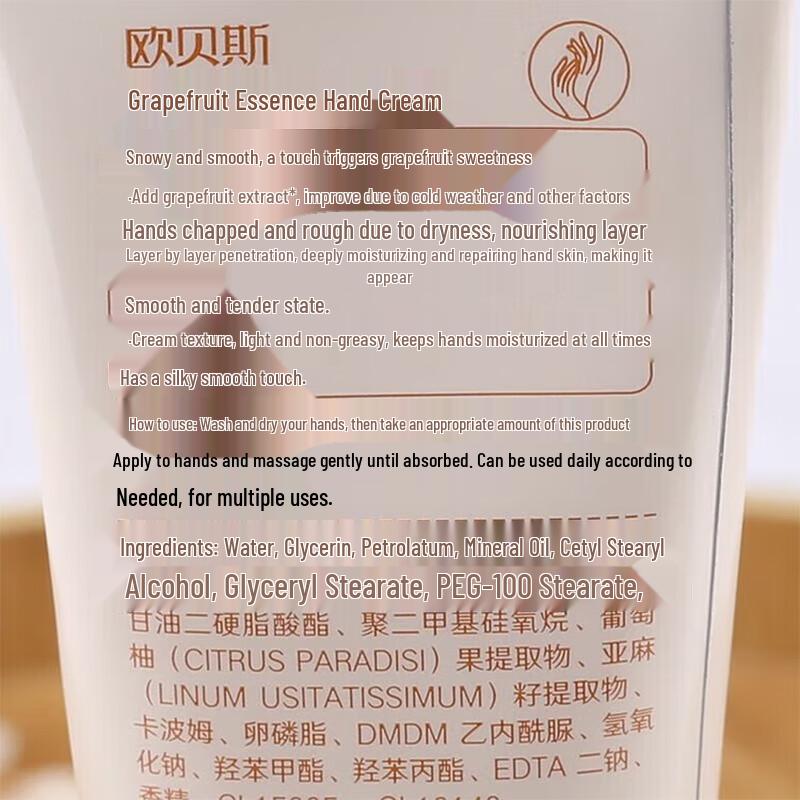 欧贝斯
Grapefruit Essence Hand Cream
Snowy and smooth, a touch triggers grapefruit sweetness
·Add grapefruit extract*, improve due to cold weather and other factors
Hands chapped and rough due to dryness, nourishing layer
Layer by layer penetration, deeply moisturizing and repairing hand skin, making it
appear
Smooth and tender state.
·Cream texture, light and non-greasy, keeps hands moisturized at all times
Has a silky smooth touch.
How to use: Wash and dry your hands, then take an appropriate amount of this product
Apply to hands and massage gently until absorbed. Can be used daily according to
Needed, for multiple uses.
Ingredients: Water, Glycerin, Petrolatum, Mineral Oil, Cetyl Stearyl
Alcohol, Glyceryl Stearate, PEG-100 Stearate,
甘油二硬脂酸酯、聚二甲基硅氧烷、葡萄
柚（CITRUS PARADISI）果提取物、亚麻
（LINUM USITATISSIMUM）籽提取物、
卡波姆、卵磷脂、DMDM 乙内酰脲、氢氧
化钠、羟苯甲酯、羟苯丙酯、EDTA 二钠、
香精、